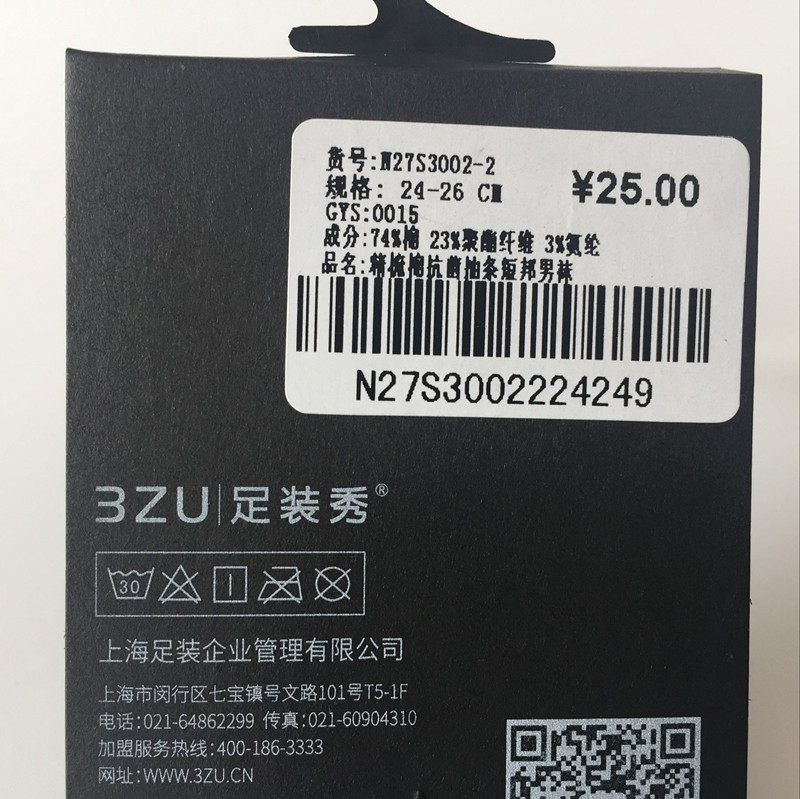 货号:N27S3002-2
规格: 24-26 CM
¥25.00
GYS:0015
成分:74%棉 23%聚酯纤维 3%氨纶
品名:精梳棉抗菌抽条短邦男袜
N27S3002224249
3ZU|足装秀®
30
上海足装企业管理有限公司
上海市闵行区七宝镇号文路101号T5-1F
电话:021-64862299 传真:021-60904310
加盟服务热线:400-186-3333
网址:WWW.3ZU.CN